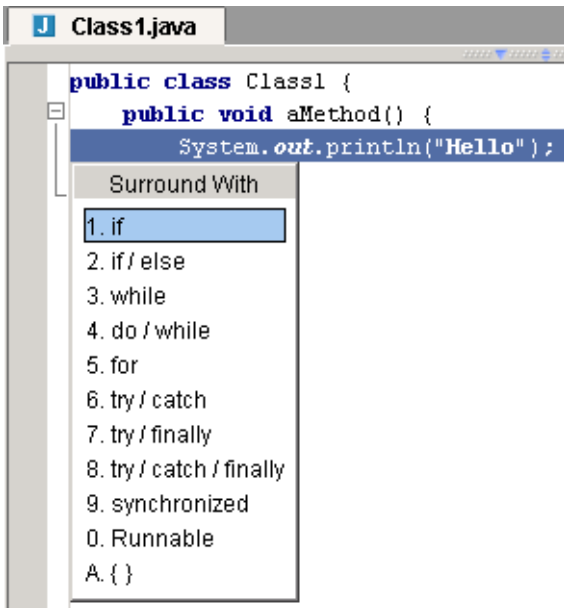 J Class1.java
public class Class1 {
public void aMethod() {
System.out.println("Hello");
Surround With
1. if
2. if / else
3. while
4. do / while
5. for
6. try / catch
7. try / finally
8. try / catch / finally
9. synchronized
0. Runnable
A. { }